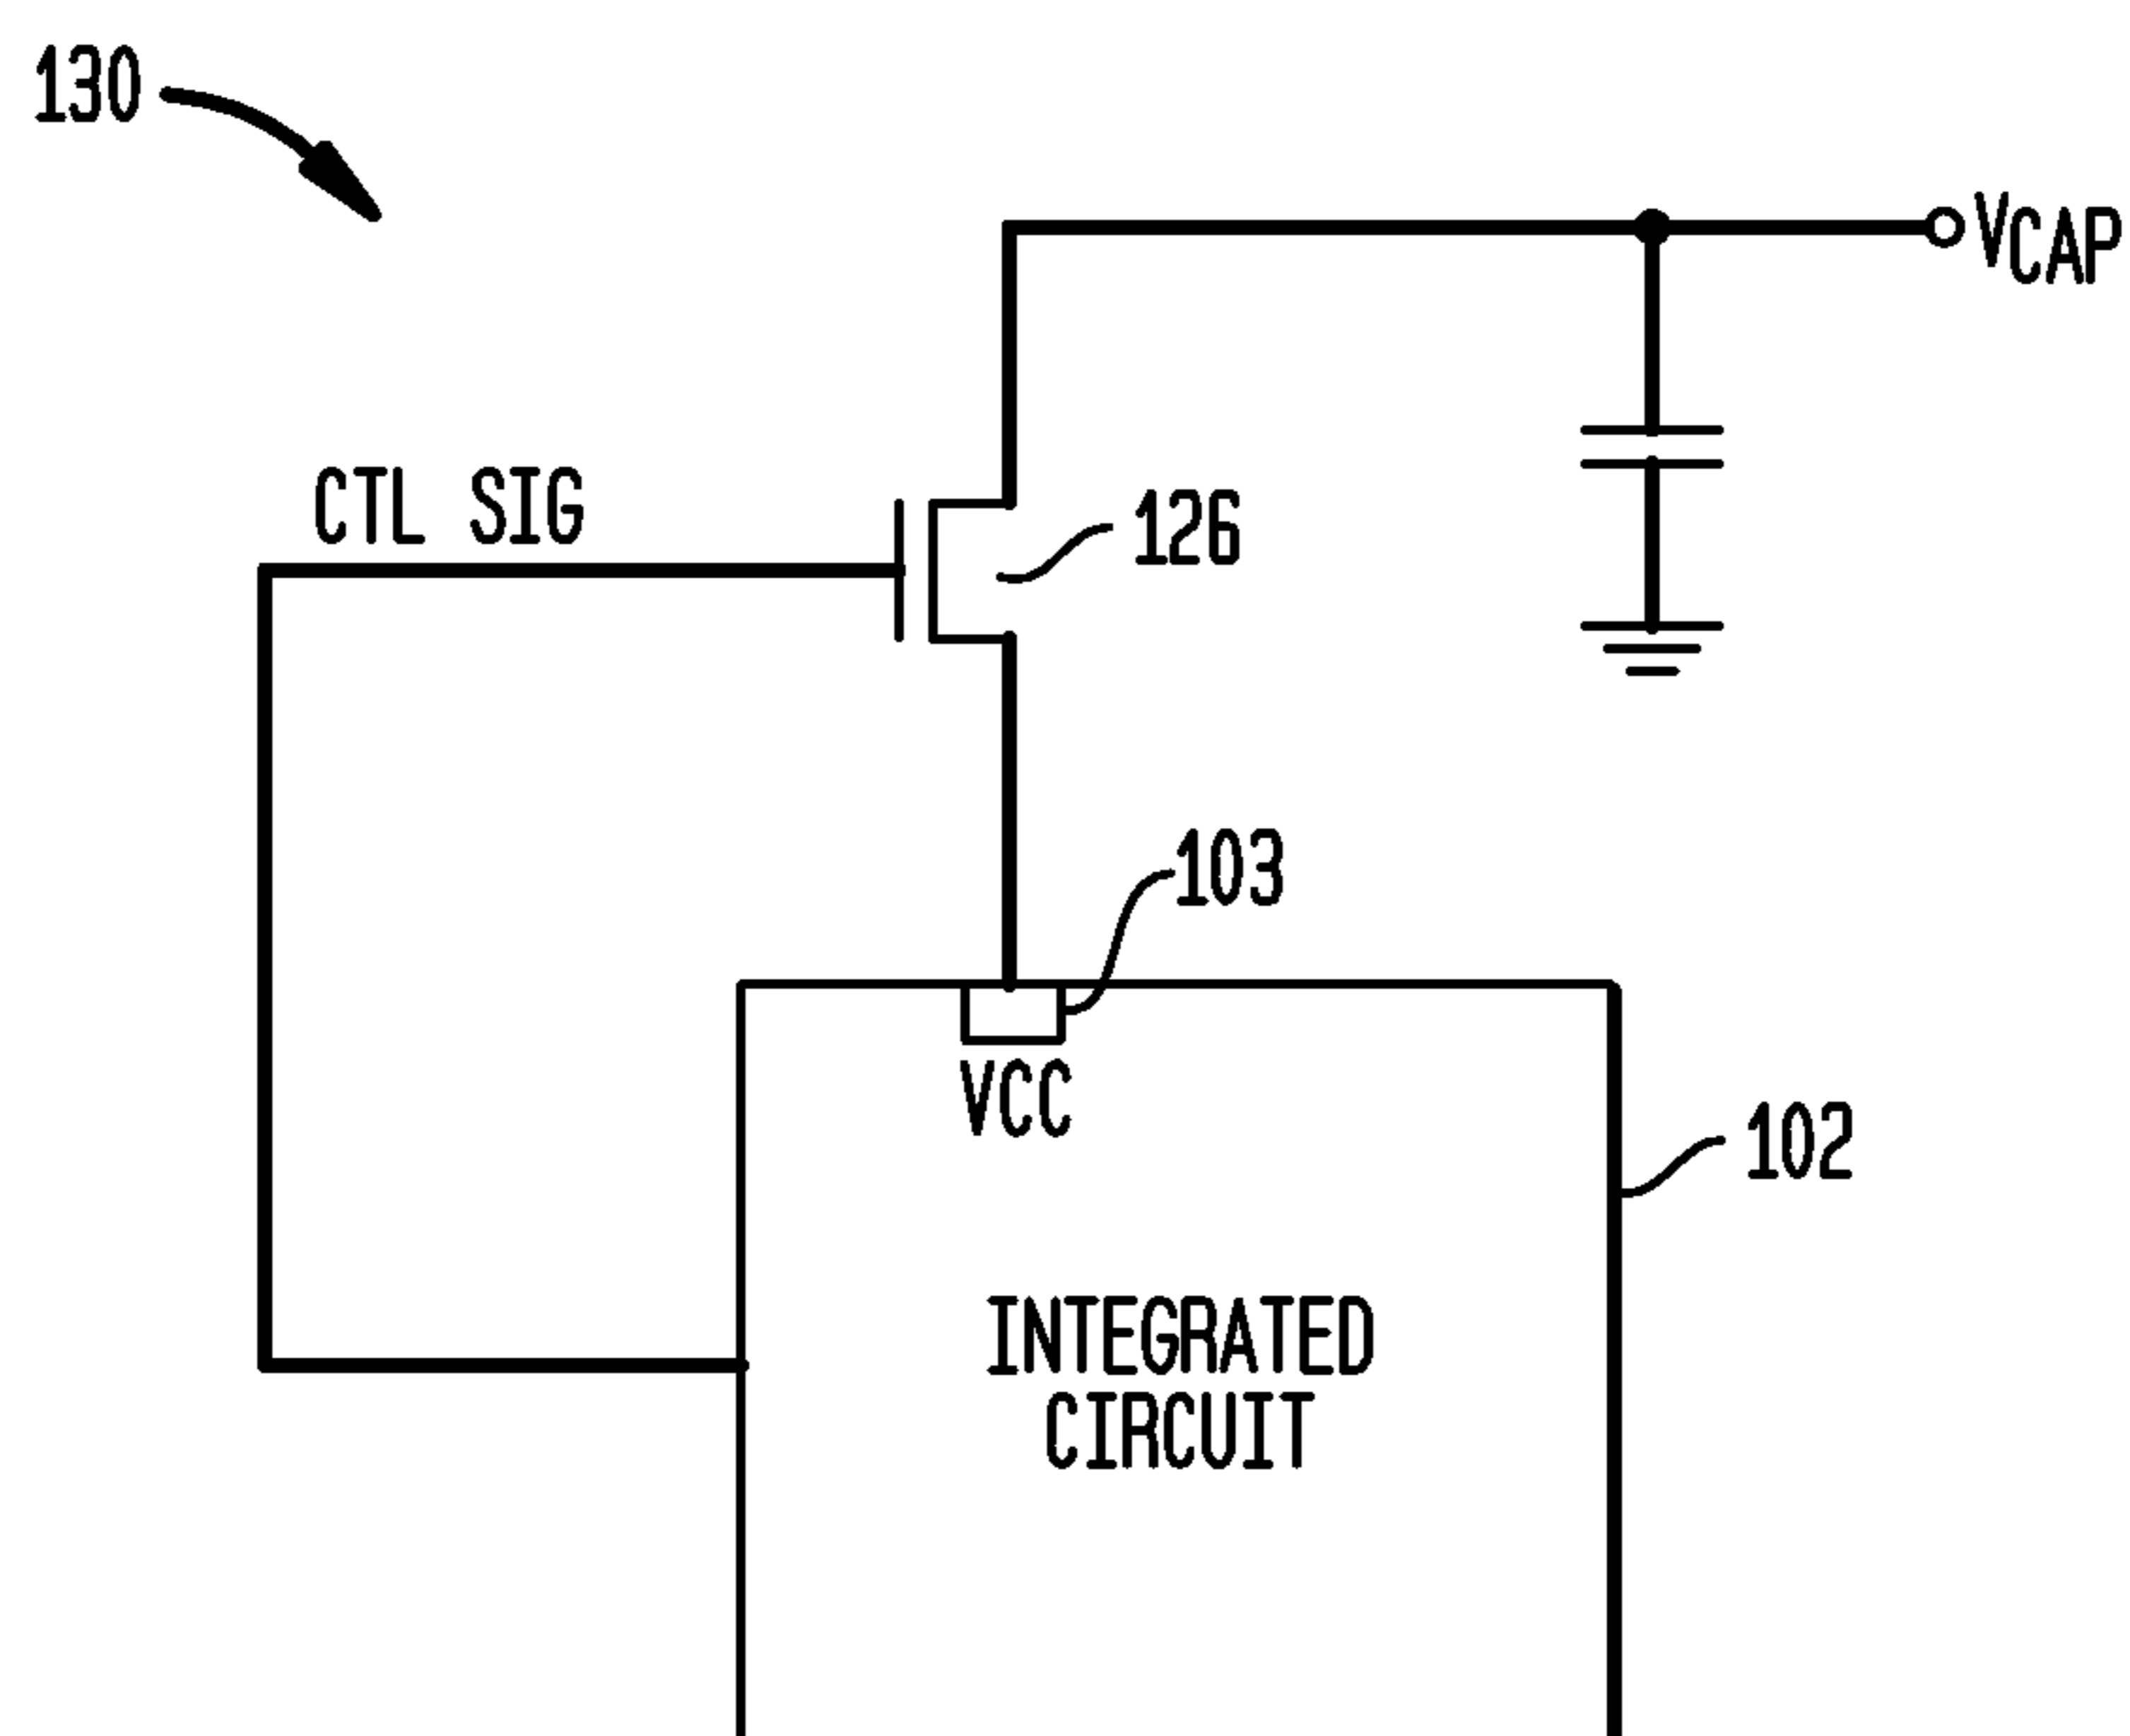 130
VCAP
CTL SIG
126
103
VCC
102
INTEGRATED
CIRCUIT